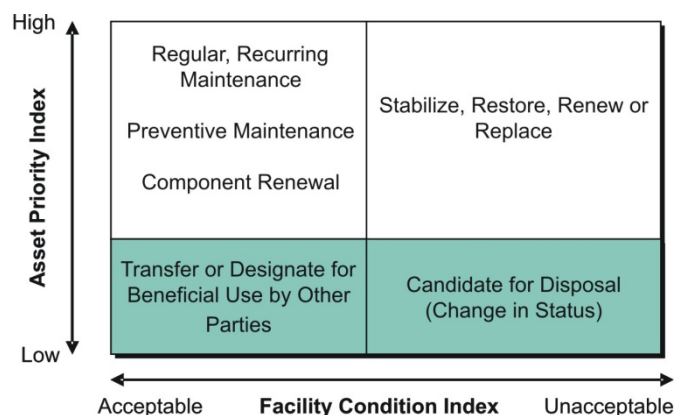 High
Regular, Recurring
Maintenance
Preventive Maintenance
Component Renewal
Stabilize, Restore, Renew or
Replace
Asset Priority Index
Transfer or Designate for
Beneficial Use by Other
Parties
Candidate for Disposal
(Change in Status)
Low
Acceptable Facility Condition Index Unacceptable